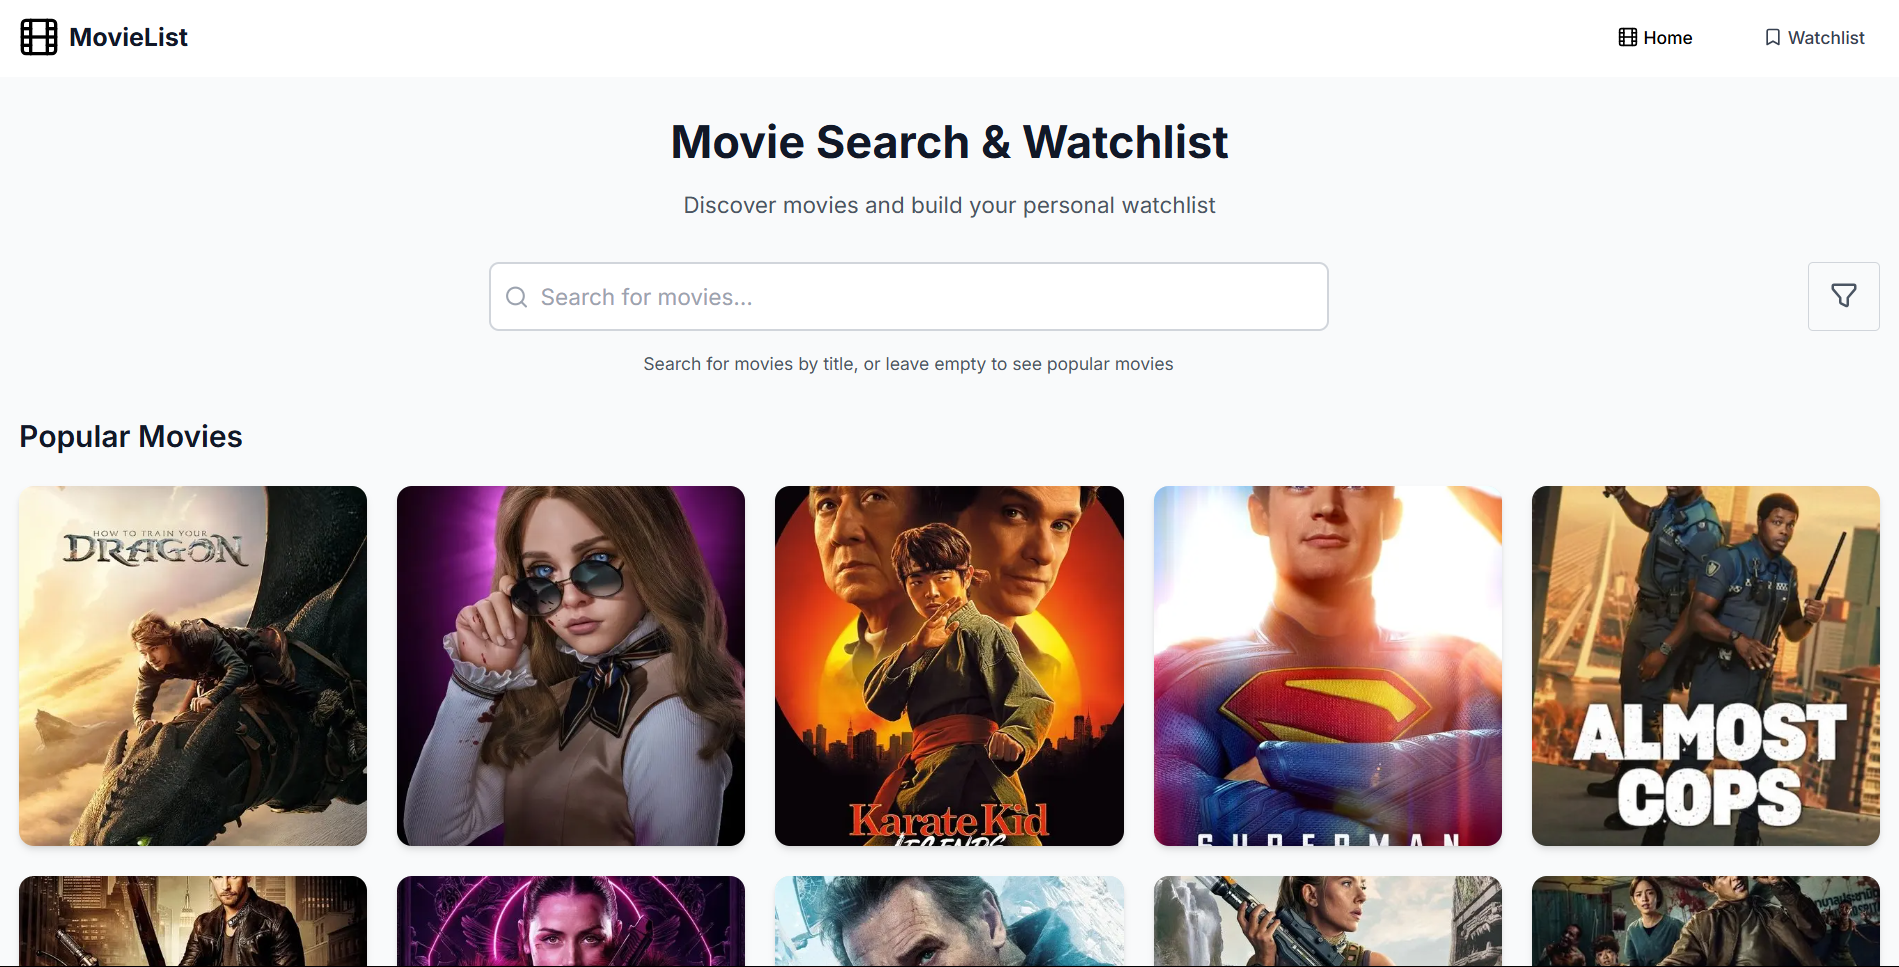 MovieList
Home
Watchlist
Movie Search & Watchlist
Discover movies and build your personal watchlist
Search for movies...
Search for movies by title, or leave empty to see popular movies
Popular Movies
HOW TO TRAIN YOUR
DRAGON
Karate Kid
LEGENDS
SUPERMAN
ALMOST
COPS